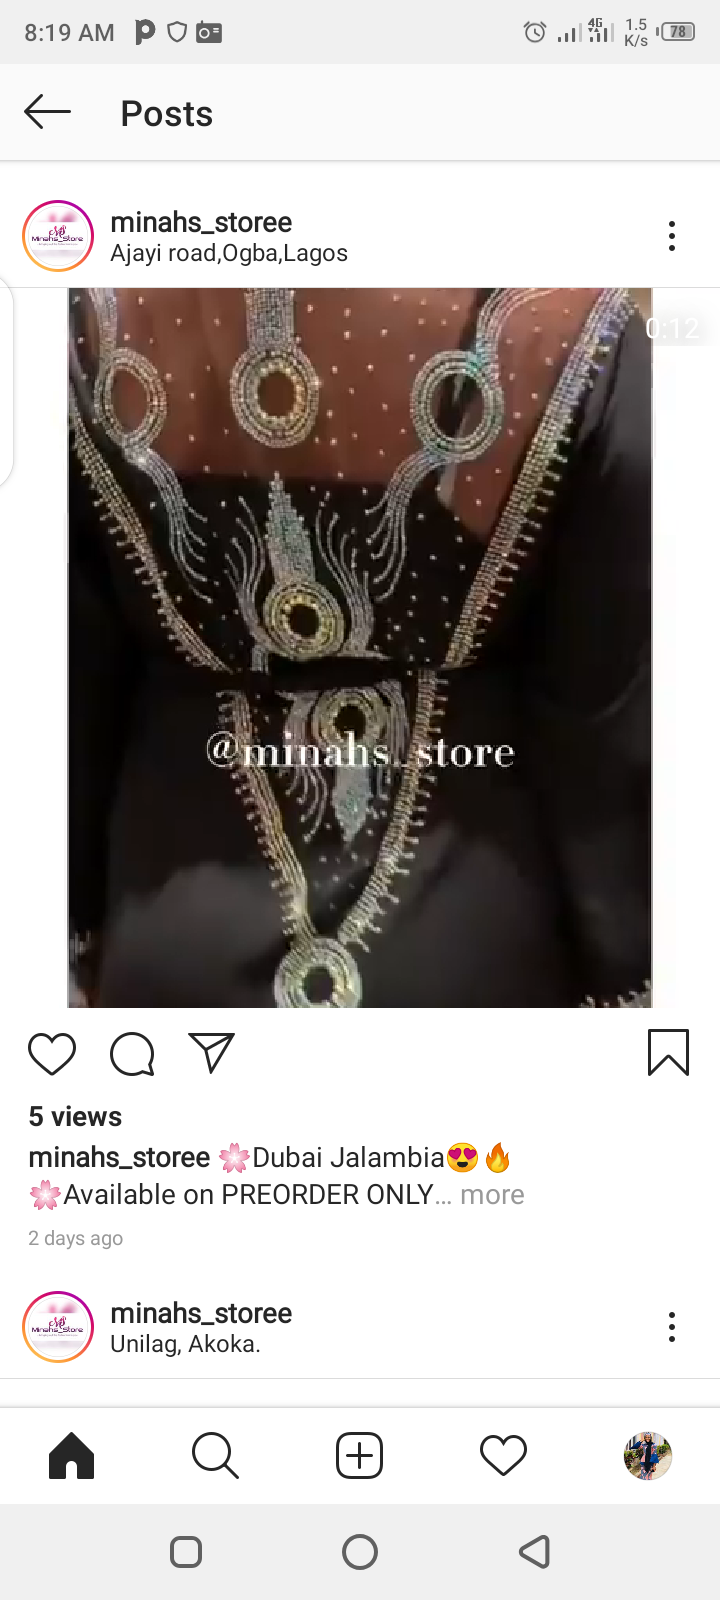 8:19 AM
4G
1.5
K/s
78
Posts
minahs_storee
Ajayi road,Ogba,Lagos
Minahs_Store
0:12
@minahs_store
5 views
minahs_storee 🌸Dubai Jalambia😍🔥
🌸Available on PREORDER ONLY... more
2 days ago
minahs_storee
Unilag, Akoka.
Minahs_Store